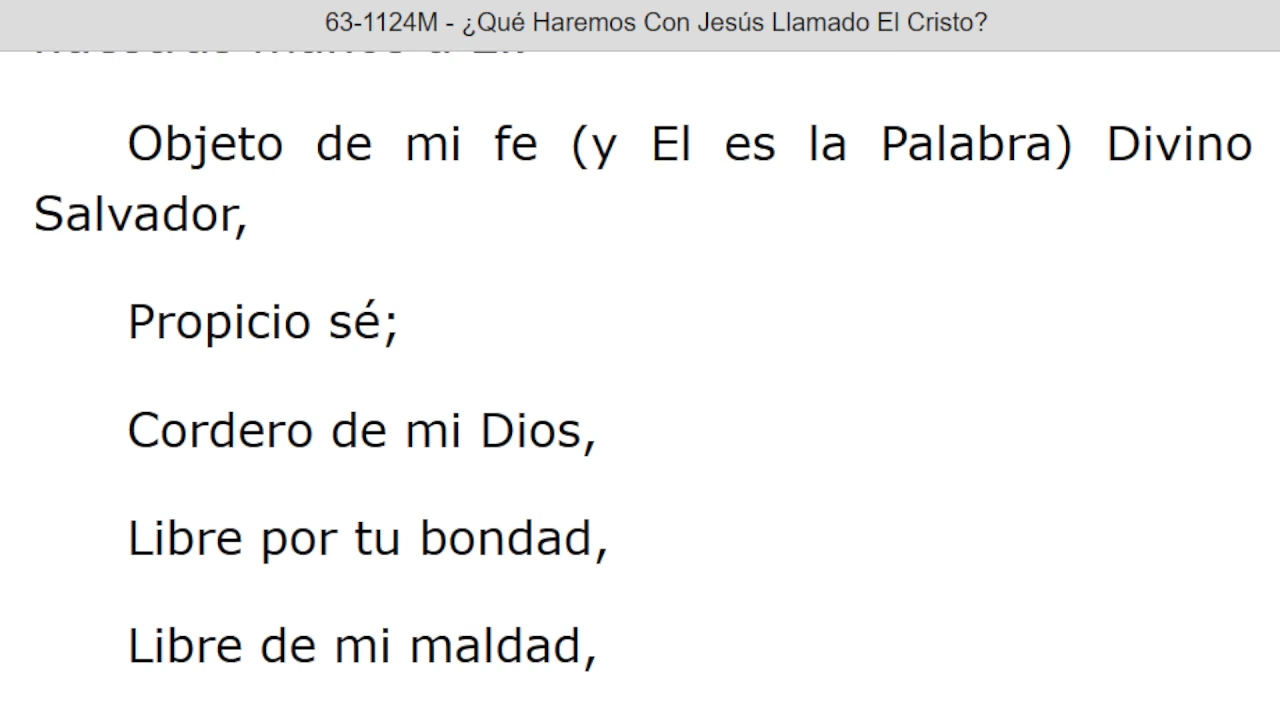 63-1124M - ¿Qué Haremos Con Jesús Llamado El Cristo?
Objeto de mi fe (y El es la Palabra) Divino
Salvador,
Propicio sé;
Cordero de mi Dios,
Libre por tu bondad,
Libre de mi maldad,